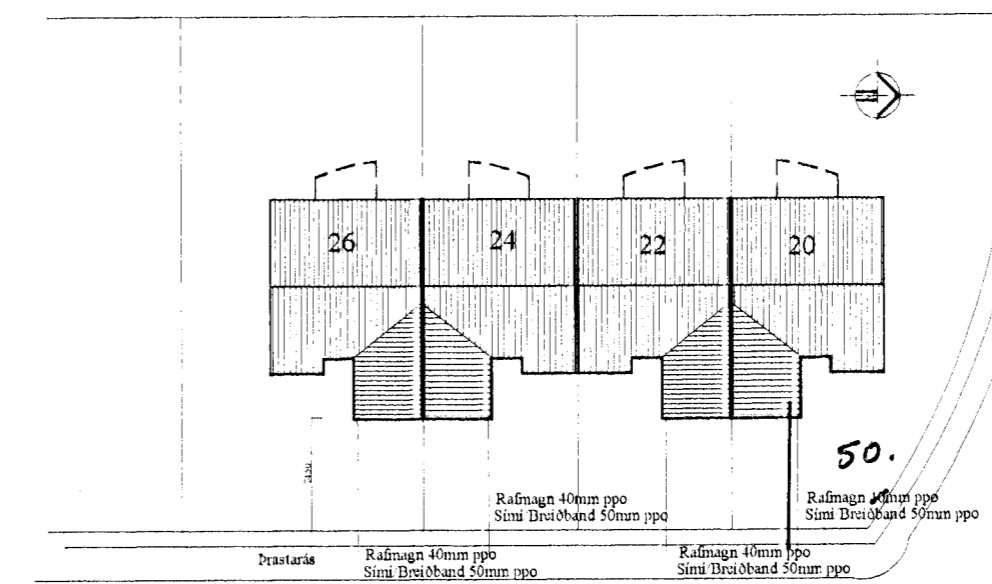 26
24
22
20
50.
Rafmagn 40mm ppo
Sími Breiðband 50mm ppo
Rafmagn 40mm ppo
Sími Breiðband 50mm ppo
Þrastarás
Rafmagn 40mm ppo
Sími/Breiðband 50mm ppo
Rafmagn 40mm ppo
Sími/Breiðband 50mm ppo